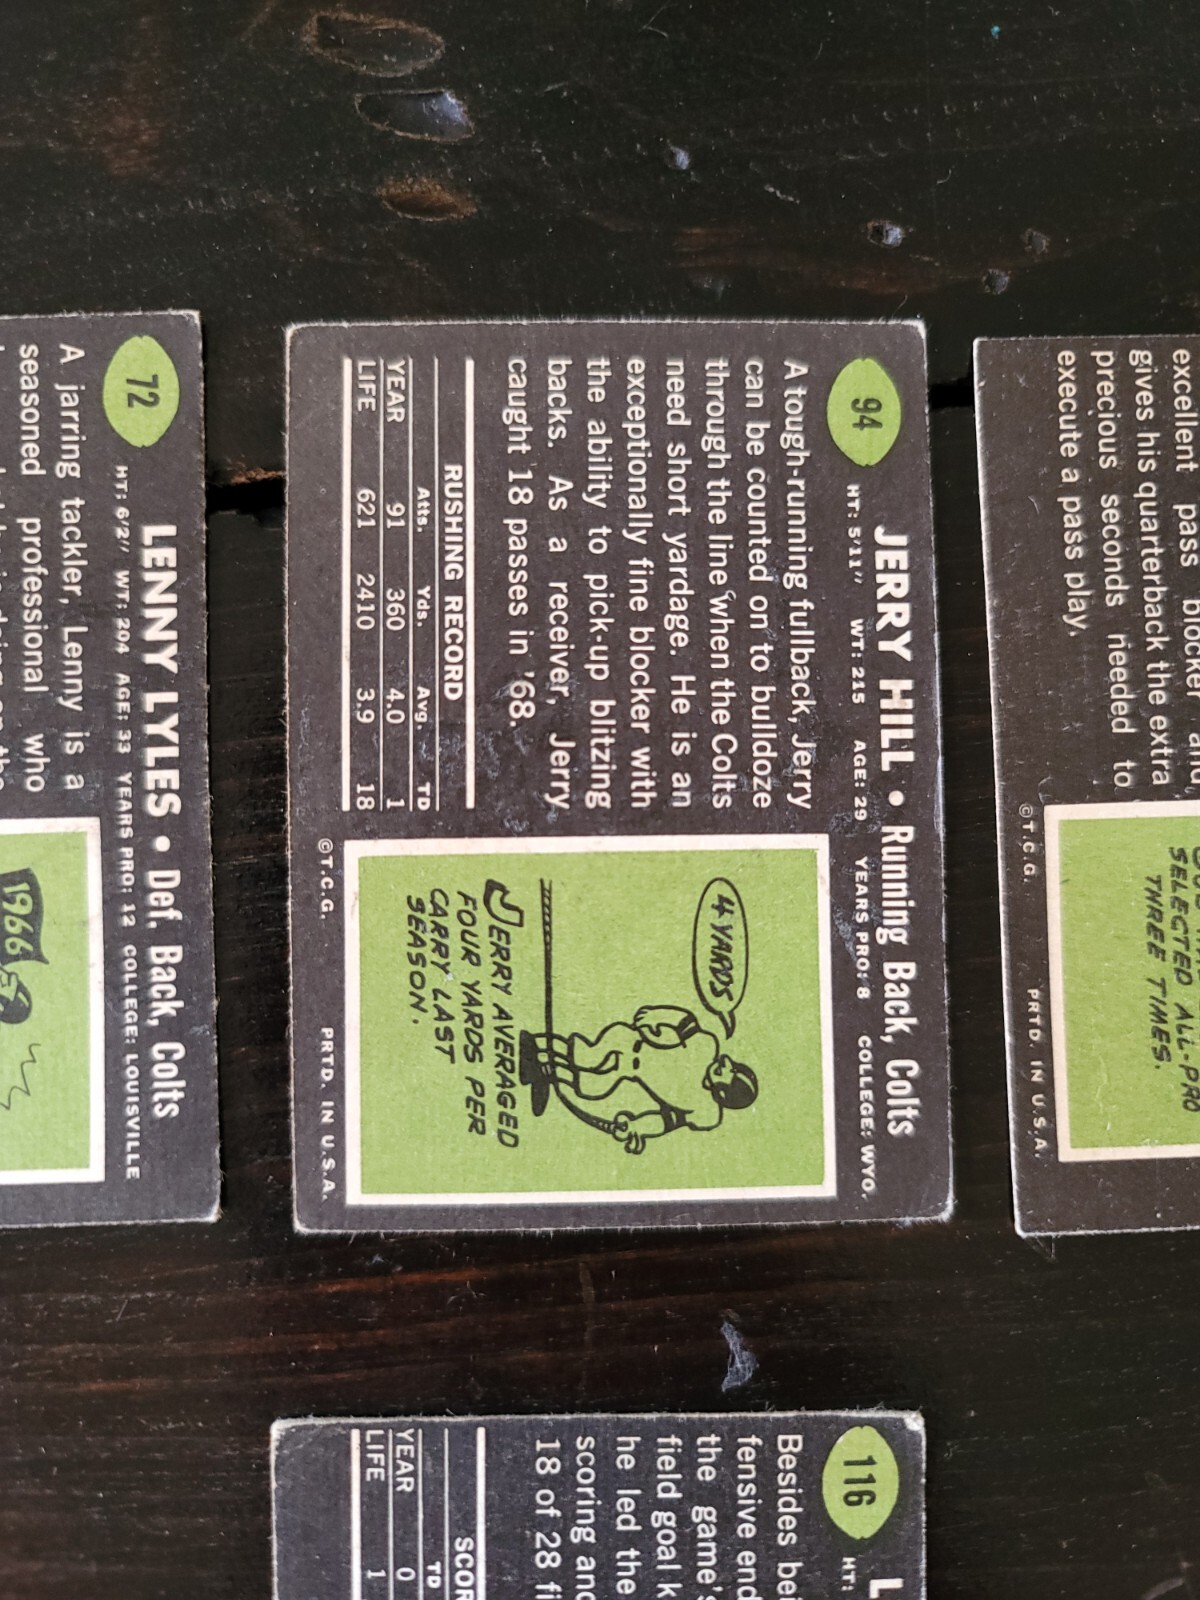 94
JERRY HILL • Running Back, Colts
HT: 5'11" WT: 215 AGE: 29 YEARS PRO: 8 COLLEGE: WYO.
A tough-running fullback, Jerry
can be counted on to bulldoze
through the line when the Colts
need short yardage. He is an
exceptionally fine blocker with
the ability to pick-up blitzing
backs. As a receiver, Jerry
caught 18 passes in '68.
RUSHING RECORD
Atts. Yds. Avg. TD
YEAR 91 360 4.0 1
LIFE 621 2410 3.9 18
4 YARDS
JERRY AVERAGED
FOUR YARDS PER
CARRY LAST
SEASON.
©T.C.G. PRTD. IN U.S.A.
72
LENNY LYLES • Def. Back, Colts
HT: 6'2" WT: 204 AGE: 33 YEARS PRO: 12 COLLEGE: LOUISVILLE
A jarring tackler, Lenny is a
seasoned professional who
1966
excellent pass blocker and
gives his quarterback the extra
precious seconds needed to
execute a pass play.
SELECTED ALL-PRO
THREE TIMES.
©T.C.G. PRTD. IN U.S.A.
116
L
HT:
Besides bei
fensive end
the game's
field goal k
he led the
scoring and
18 of 28 fi
SCOR
TD
YEAR 0
LIFE 1